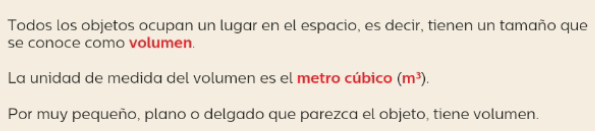 Todos los objetos ocupan un lugar en el espacio, es decir, tienen un tamaño que
se conoce como volumen.
La unidad de medida del volumen es el metro cúbico (m³).
Por muy pequeño, plano o delgado que parezca el objeto, tiene volumen.